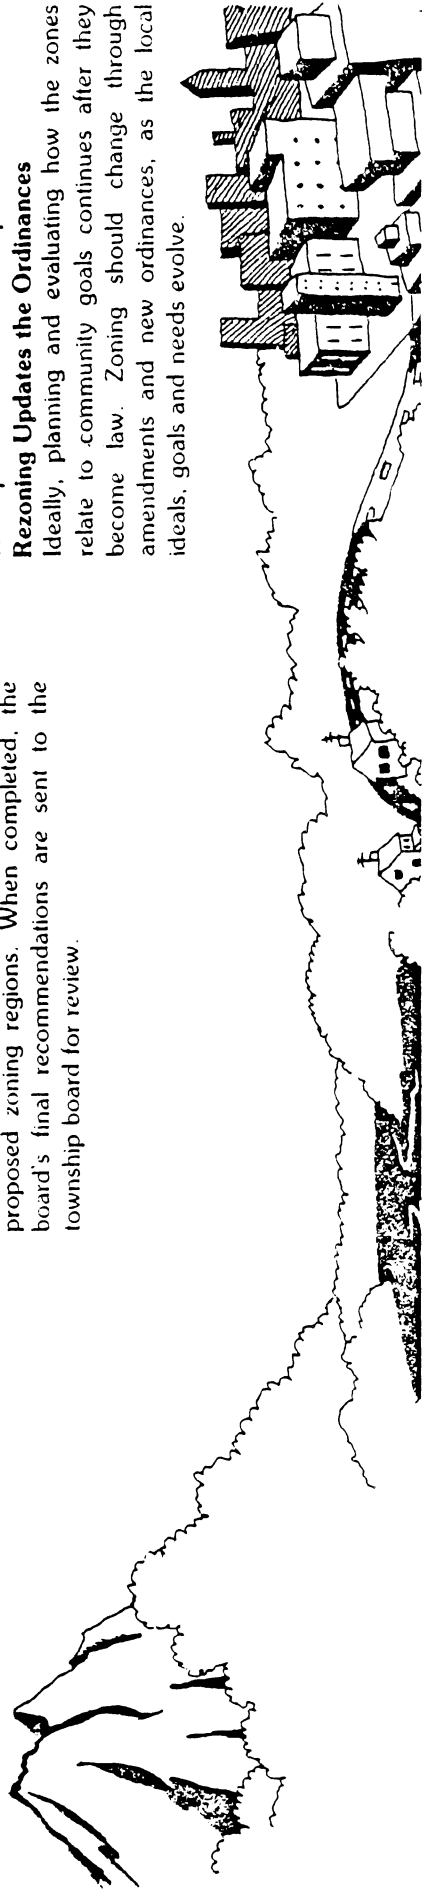 proposed zoning regions. When completed, the
board's final recommendations are sent to the
township board for review.
Rezoning Updates the Ordinances
Ideally, planning and evaluating how the zones
relate to community goals continues after they
become law. Zoning should change through
amendments and new ordinances, as the local
ideals, goals and needs evolve.